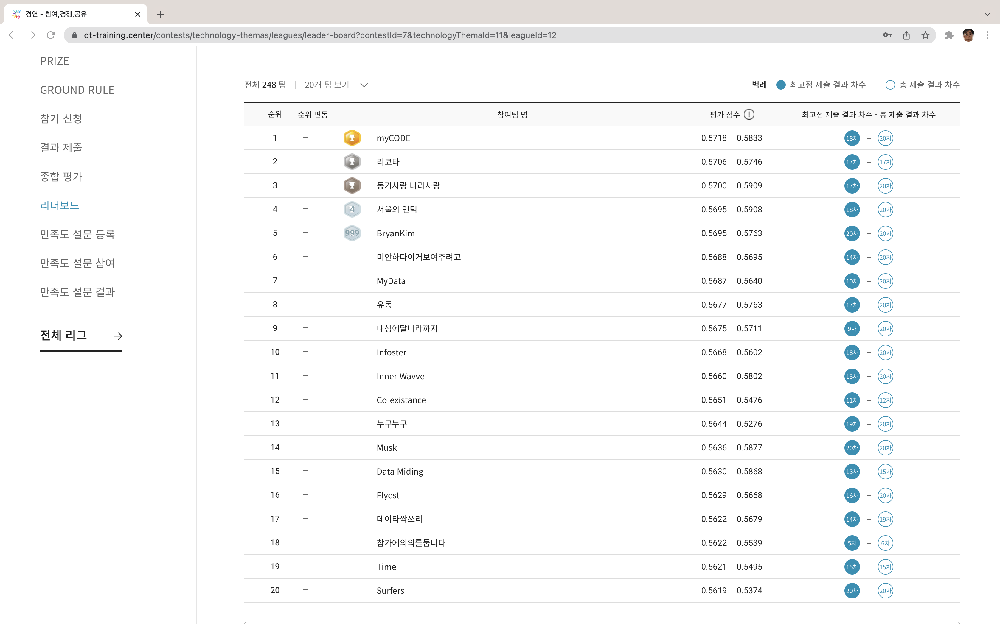 경연 - 참여,경쟁,공유
dt-training.center/contests/technology-themas/leagues/leader-board?contestId=7&technologyThemaId=11&leagueId=12
PRIZE
GROUND RULE
참가 신청
결과 제출
종합 평가
리더보드
만족도 설문 등록
만족도 설문 참여
만족도 설문 결과
전체 리그
전체 248 팀 | 20개 팀 보기
범례 최고점 제출 결과 차수 | 총 제출 결과 차수
순위 순위 변동 참여팀 명 평가 점수 최고점 제출 결과 차수 - 총 제출 결과 차수
1 – myCODE 0.5718 | 0.5833 18차 – 20차
2 – 리코타 0.5706 | 0.5746 17차 – 17차
3 – 동기사랑 나라사랑 0.5700 | 0.5909 17차 – 20차
4 – 4 서울의 언덕 0.5695 | 0.5908 18차 – 20차
5 – 999 BryanKim 0.5695 | 0.5763 20차 – 20차
6 – 미안하다이거보여주려고 0.5688 | 0.5695 14차 – 20차
7 – MyData 0.5687 | 0.5640 10차 – 20차
8 – 유동 0.5677 | 0.5763 17차 – 20차
9 – 내생에달나라까지 0.5675 | 0.5711 9차 – 20차
10 – Infoster 0.5668 | 0.5602 18차 – 20차
11 – Inner Wavve 0.5660 | 0.5802 13차 – 20차
12 – Co-existance 0.5651 | 0.5476 11차 – 12차
13 – 누구누구 0.5644 | 0.5276 19차 – 20차
14 – Musk 0.5636 | 0.5877 20차 – 20차
15 – Data Miding 0.5630 | 0.5868 13차 – 15차
16 – Flyest 0.5629 | 0.5668 16차 – 20차
17 – 데이타싹쓰리 0.5622 | 0.5679 14차 – 19차
18 – 참가에의의를둡니다 0.5622 | 0.5539 5차 – 6차
19 – Time 0.5621 | 0.5495 15차 – 15차
20 – Surfers 0.5619 | 0.5374 20차 – 20차